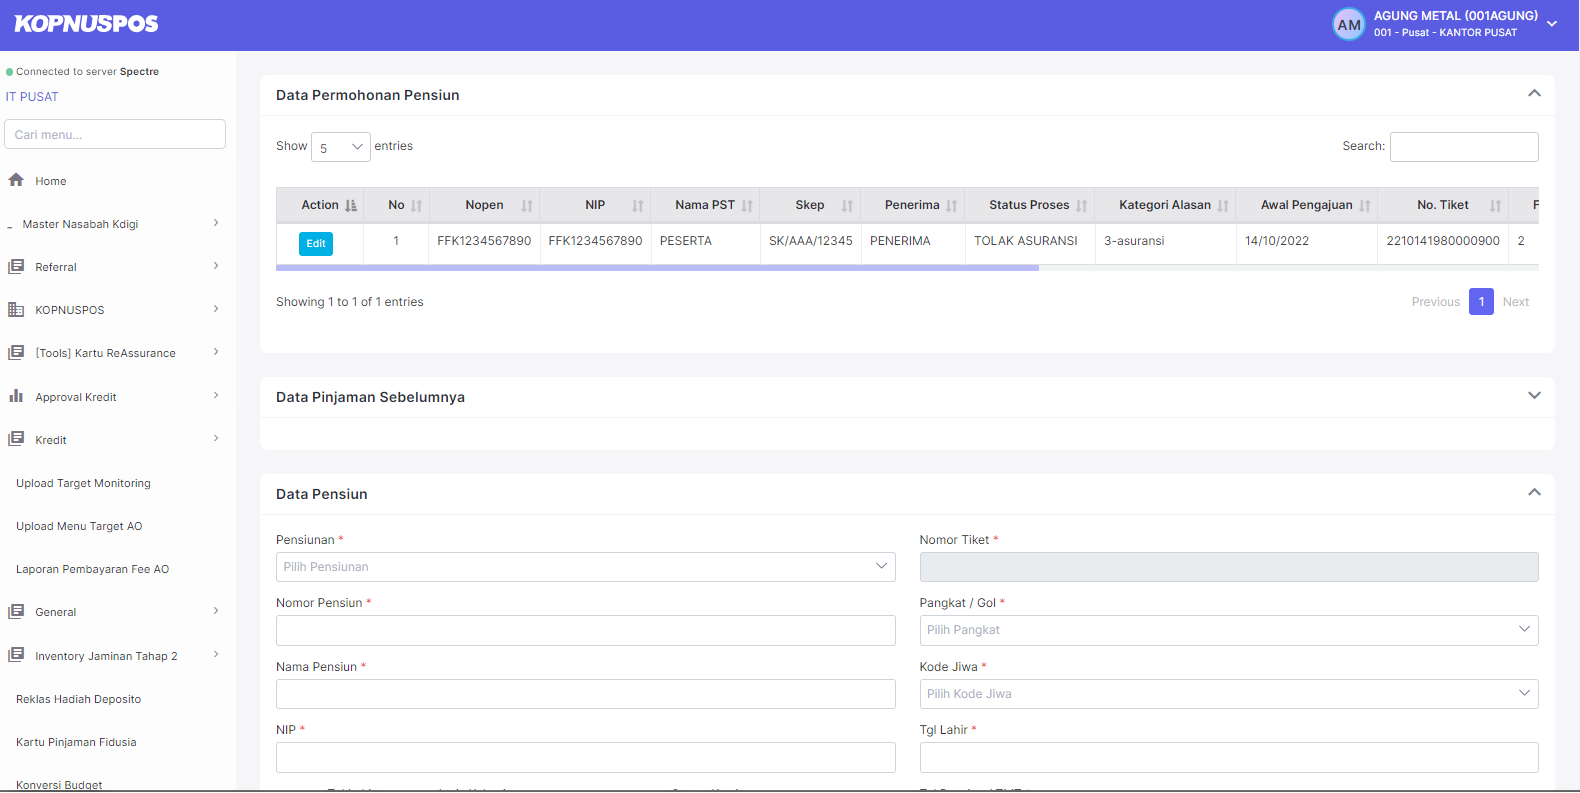 KOPNUSPOS
AM
AGUNG METAL (001AGUNG)
001 - Pusat - KANTOR PUSAT
Connected to server Spectre
IT PUSAT
Cari menu...
Home
Master Nasabah Kdigi
Referral
KOPNUSPOS
[Tools] Kartu ReAssurance
Approval Kredit
Kredit
Upload Target Monitoring
Upload Menu Target AO
Laporan Pembayaran Fee AO
General
Inventory Jaminan Tahap 2
Reklas Hadiah Deposito
Kartu Pinjaman Fidusia
Konversi Budget
Data Permohonan Pensiun
Show 5 entries
Search:
Action No Nopen NIP Nama PST Skep Penerima Status Proses Kategori Alasan Awal Pengajuan No. Tiket
Edit 1 FFK1234567890 FFK1234567890 PESERTA SK/AAA/12345 PENERIMA TOLAK ASURANSI 3-asuransi 14/10/2022 2210141980000900 2
Showing 1 to 1 of 1 entries
Previous 1 Next
Data Pinjaman Sebelumnya
Data Pensiun
Pensiunan *
Pilih Pensiunan
Nomor Tiket *
Nomor Pensiun *
Pangkat / Gol *
Pilih Pangkat
Nama Pensiun *
Kode Jiwa *
Pilih Kode Jiwa
NIP *
Tgl Lahir *